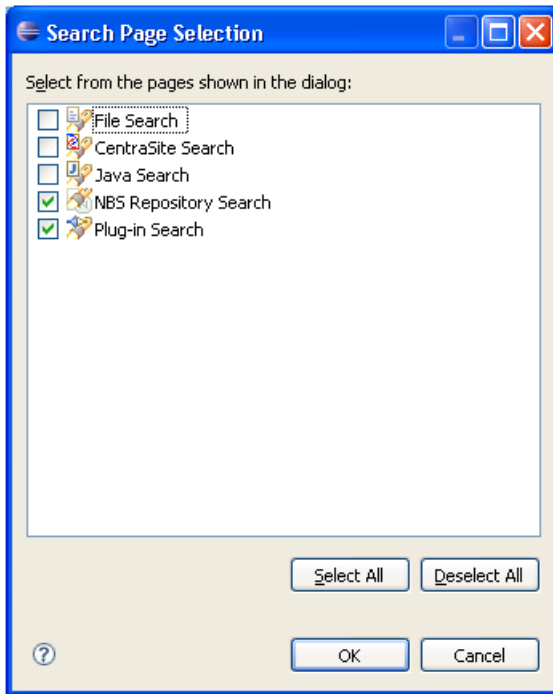 Search Page Selection
Select from the pages shown in the dialog:
File Search
CentraSite Search
Java Search
NBS Repository Search
Plug-in Search
Select All Deselect All
OK Cancel